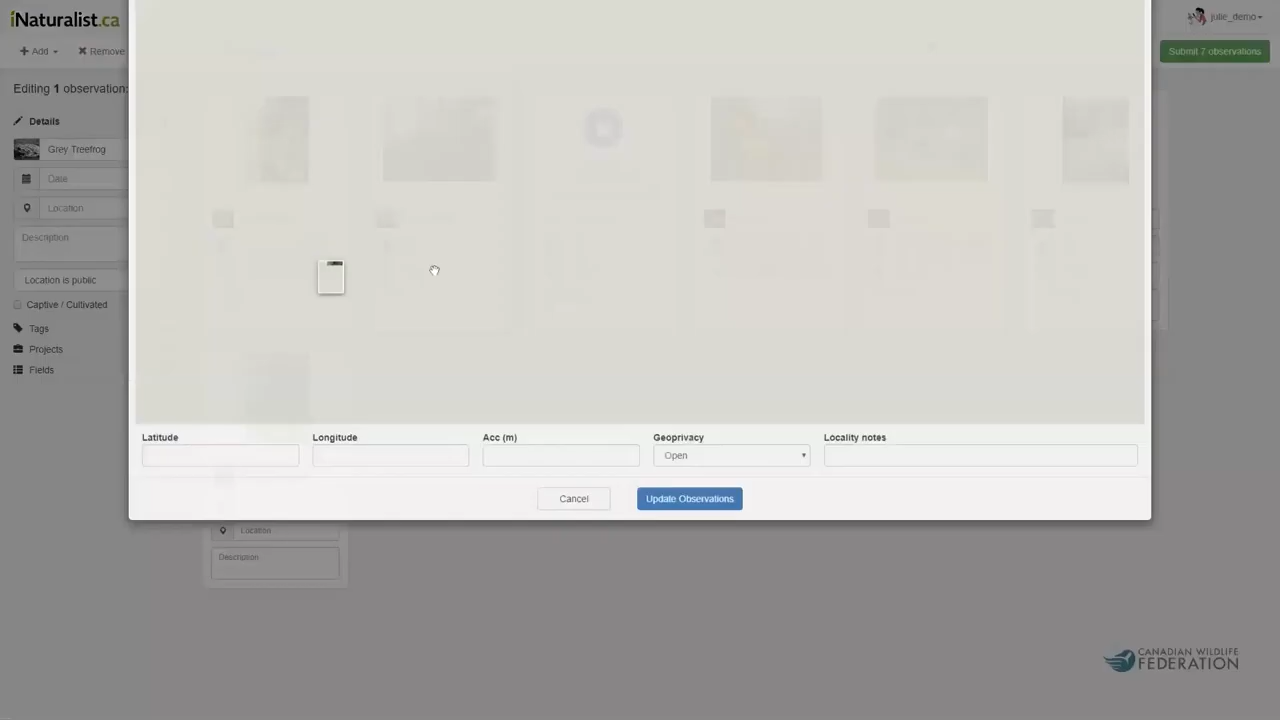 iNaturalist.ca
julie_demo
Add
Remove
Submit 7 observations
Editing 1 observation:
Details
Grey Treefrog
Date
Location
Description
Location is public
Captive / Cultivated
Tags
Projects
Fields
Latitude
Longitude
Acc (m)
Geoprivacy
Locality notes
Open
Cancel
Update Observations
Location
Description
CANADIAN WILDLIFE
FEDERATION